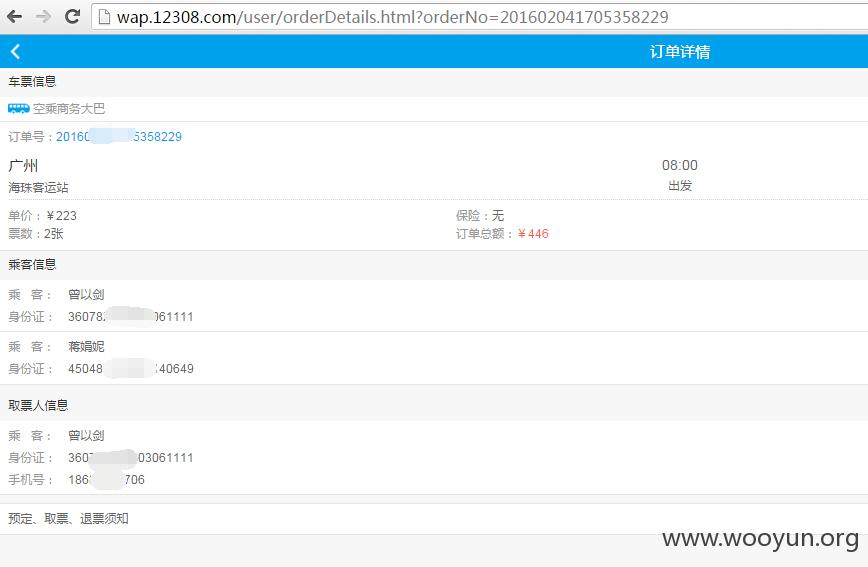 wap.12308.com/user/orderDetails.html?orderNo=201602041705358229
订单详情
车票信息
空乘商务大巴
订单号：20160 5358229
广州 08:00
海珠客运站 出发
单价：￥223 保险：无
票数：2张 订单总额：￥446
乘客信息
乘 客： 曾以剑
身份证： 36078 061111
乘 客： 蒋娟妮
身份证： 45048 40649
取票人信息
乘 客： 曾以剑
身份证： 360 03061111
手机号： 186 706
预定、取票、退票须知
www.wooyun.org